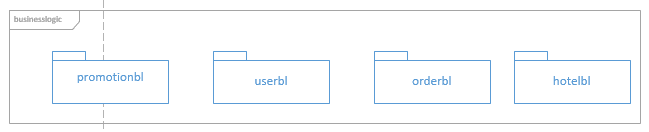 businesslogic
promotionbl
userbl
orderbl
hotelbl